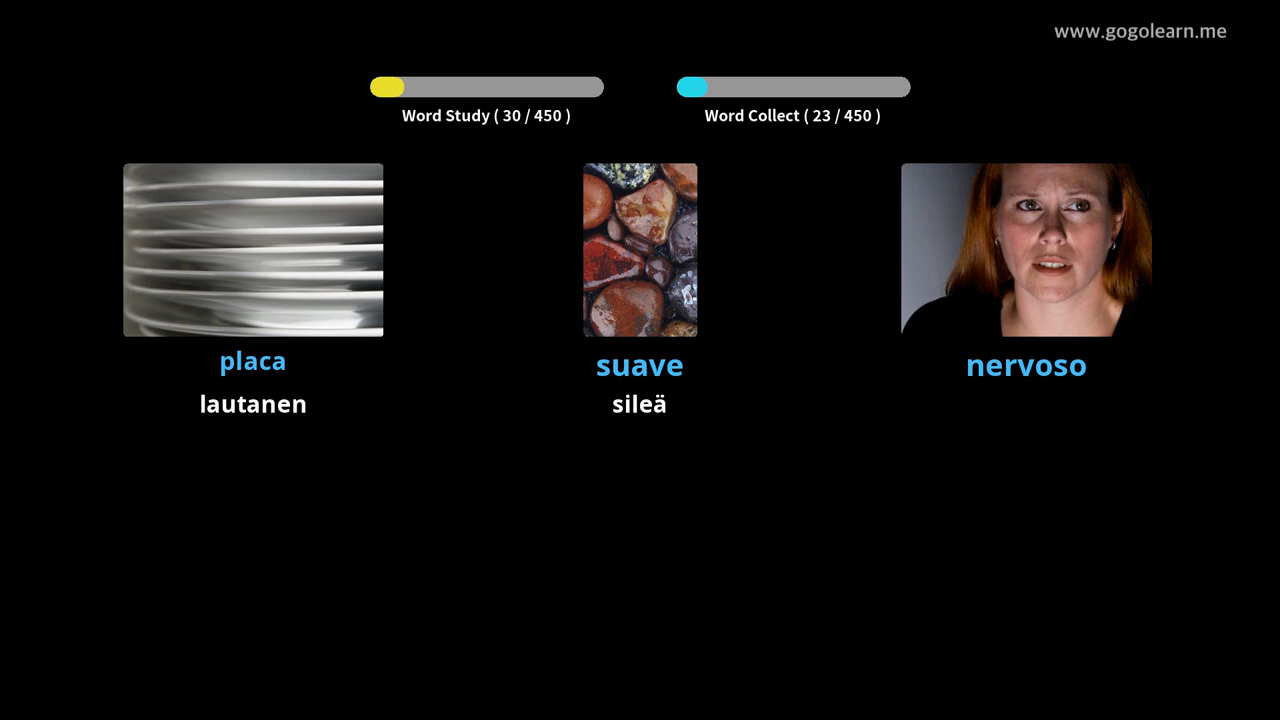 www.gogolearn.me
Word Study ( 30 / 450 )
Word Collect ( 23 / 450 )
placa
suave
nervoso
lautanen
sileä